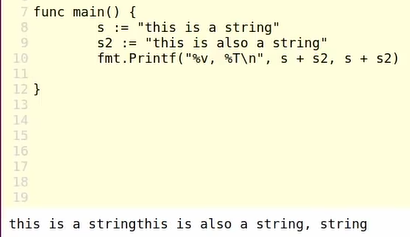 7 func main() {
8         s := "this is a string"
9         s2 := "this is also a string"
10         fmt.Printf("%v, %T\n", s + s2, s + s2)
11
12 }
13
14
15
16
17
18
19
this is a stringthis is also a string, string